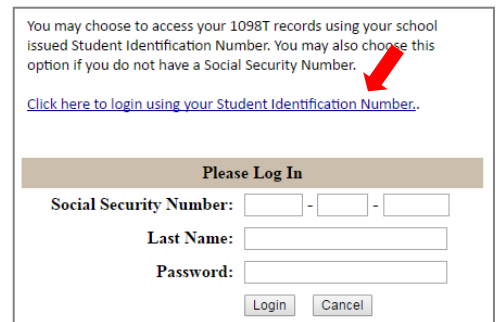 You may choose to access your 1098T records using your school
issued Student Identification Number. You may also choose this
option if you do not have a Social Security Number.
Click here to login using your Student Identification Number..
Please Log In
Social Security Number: - -
Last Name:
Password:
Login Cancel